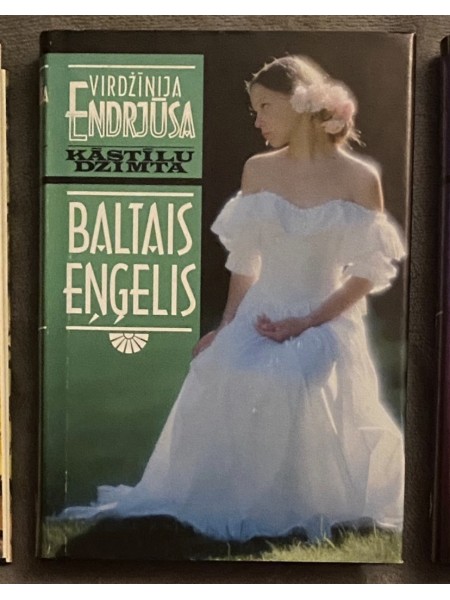 VIRDŽĪNIJA
ENDRJŪSA
KĀSTĪLU
DZIMTA
BALTAIS
EŅĢELIS